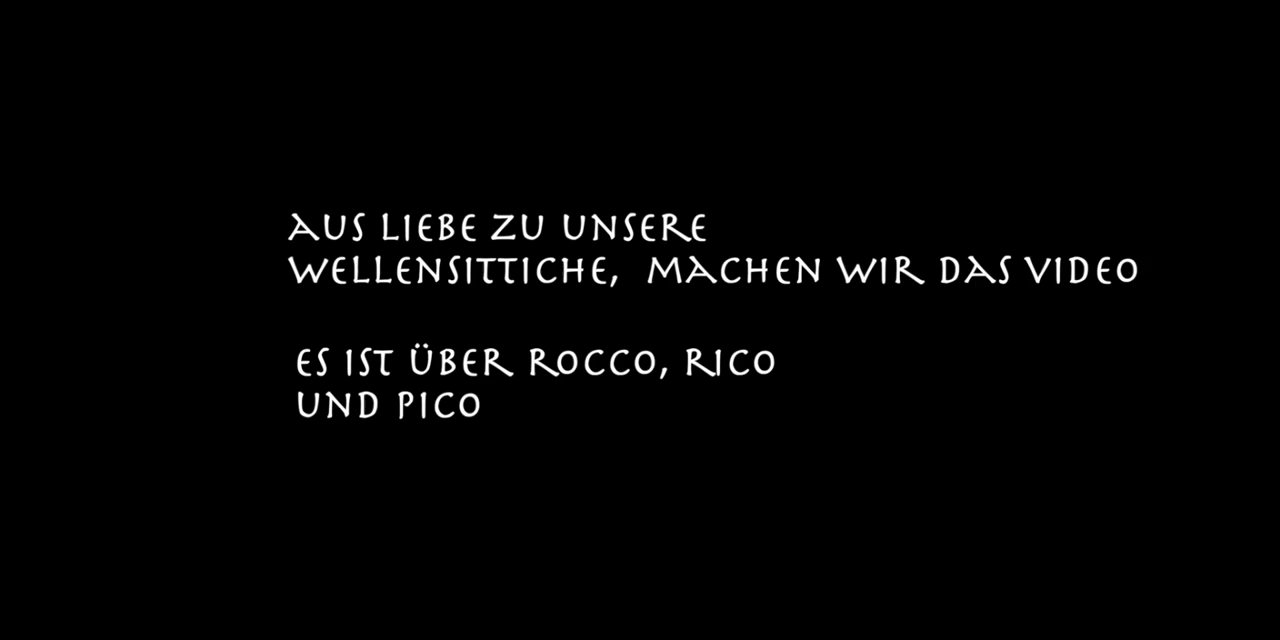 AUS LIEBE ZU UNSERE
WELLENSITTICHE, MACHEN WIR DAS VIDEO
ES IST ÜBER ROCCO, RICO
UND PICO